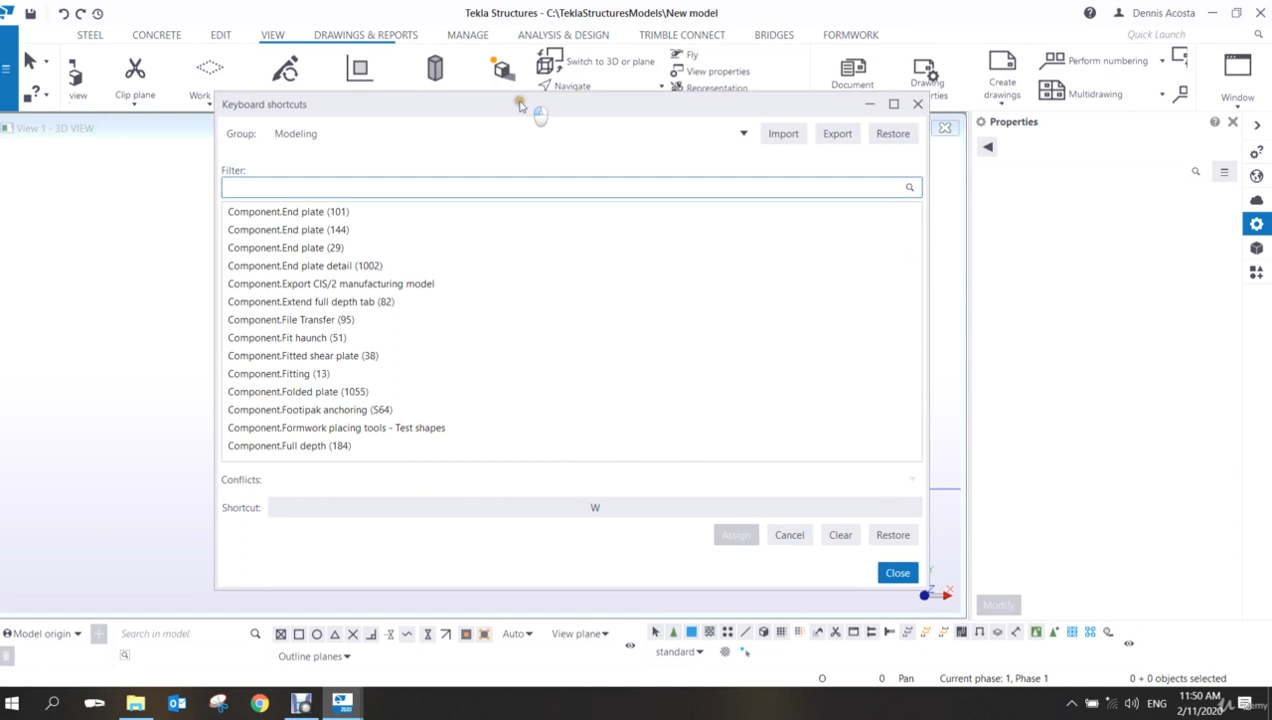 Tekla Structures - C:\TeklaStructuresModels\New model
Dennis Acosta
STEEL
CONCRETE
EDIT
VIEW
DRAWINGS & REPORTS
MANAGE
ANALYSIS & DESIGN
TRIMBLE CONNECT
BRIDGES
FORMWORK
Quick Launch
view
Clip plane
Work
Switch to 3D or plane
Navigate
Fly
View properties
Representation
Document
Drawing
Create
drawings
Perform numbering
Multidrawing
Window
View 1 - 3D VIEW
Keyboard shortcuts
Group: Modeling
Import
Export
Restore
Filter:
Component.End plate (101)
Component.End plate (144)
Component.End plate (29)
Component.End plate detail (1002)
Component.Export CIS/2 manufacturing model
Component.Extend full depth tab (82)
Component.File Transfer (95)
Component.Fit haunch (51)
Component.Fitted shear plate (38)
Component.Fitting (13)
Component.Folded plate (1055)
Component.Footipak anchoring (S64)
Component.Formwork placing tools - Test shapes
Component.Full depth (184)
Conflicts:
Shortcut: W
Assign
Cancel
Clear
Restore
Close
Properties
Modify
Model origin
Search in model
Auto
View plane
Outline planes
standard
O
0
Pan
Current phase: 1, Phase 1
0 + 0 objects selected
ENG
11:50 AM
2/11/2020